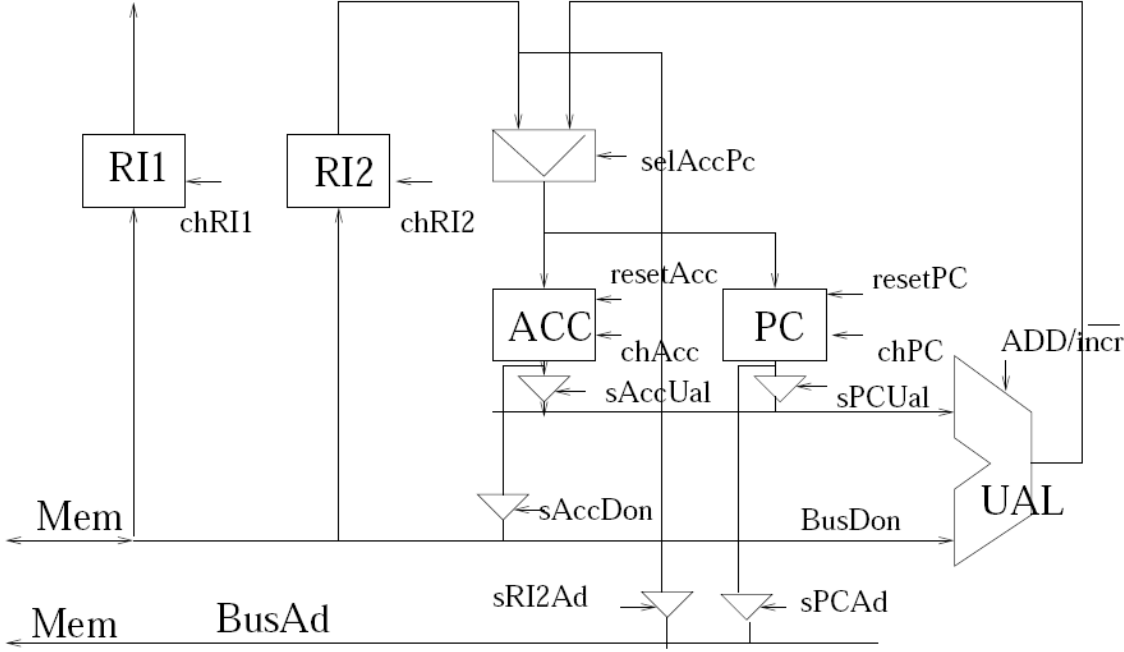 RI1
RI2
selAccPc
chRI1
chRI2
resetAcc
resetPC
ACC
PC
chAcc
chPC
ADD/i̅n̅c̅r̅
sAccUal
sPCUal
UAL
Mem
sAccDon
BusDon
sRI2Ad
sPCAd
Mem
BusAd